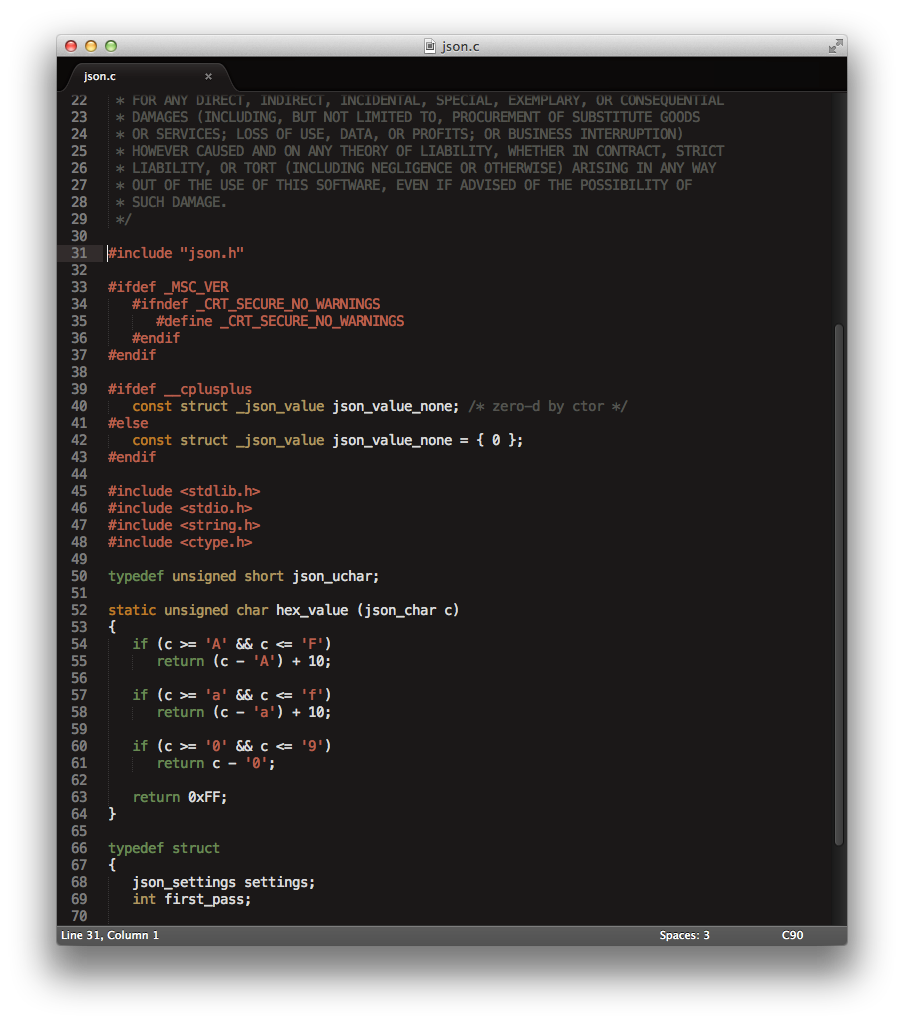 json.c
json.c ×
22 * FOR ANY DIRECT, INDIRECT, INCIDENTAL, SPECIAL, EXEMPLARY, OR CONSEQUENTIAL
23 * DAMAGES (INCLUDING, BUT NOT LIMITED TO, PROCUREMENT OF SUBSTITUTE GOODS
24 * OR SERVICES; LOSS OF USE, DATA, OR PROFITS; OR BUSINESS INTERRUPTION)
25 * HOWEVER CAUSED AND ON ANY THEORY OF LIABILITY, WHETHER IN CONTRACT, STRICT
26 * LIABILITY, OR TORT (INCLUDING NEGLIGENCE OR OTHERWISE) ARISING IN ANY WAY
27 * OUT OF THE USE OF THIS SOFTWARE, EVEN IF ADVISED OF THE POSSIBILITY OF
28 * SUCH DAMAGE.
29 */
30
31 #include "json.h"
32
33 #ifdef _MSC_VER
34    #ifndef _CRT_SECURE_NO_WARNINGS
35       #define _CRT_SECURE_NO_WARNINGS
36    #endif
37 #endif
38
39 #ifdef __cplusplus
40    const struct _json_value json_value_none; /* zero-d by ctor */
41 #else
42    const struct _json_value json_value_none = { 0 };
43 #endif
44
45 #include <stdlib.h>
46 #include <stdio.h>
47 #include <string.h>
48 #include <ctype.h>
49
50 typedef unsigned short json_uchar;
51
52 static unsigned char hex_value (json_char c)
53 {
54    if (c >= 'A' && c <= 'F')
55       return (c - 'A') + 10;
56
57    if (c >= 'a' && c <= 'f')
58       return (c - 'a') + 10;
59
60    if (c >= '0' && c <= '9')
61       return c - '0';
62
63    return 0xFF;
64 }
65
66 typedef struct
67 {
68    json_settings settings;
69    int first_pass;
70
Line 31, Column 1 Spaces: 3 C90